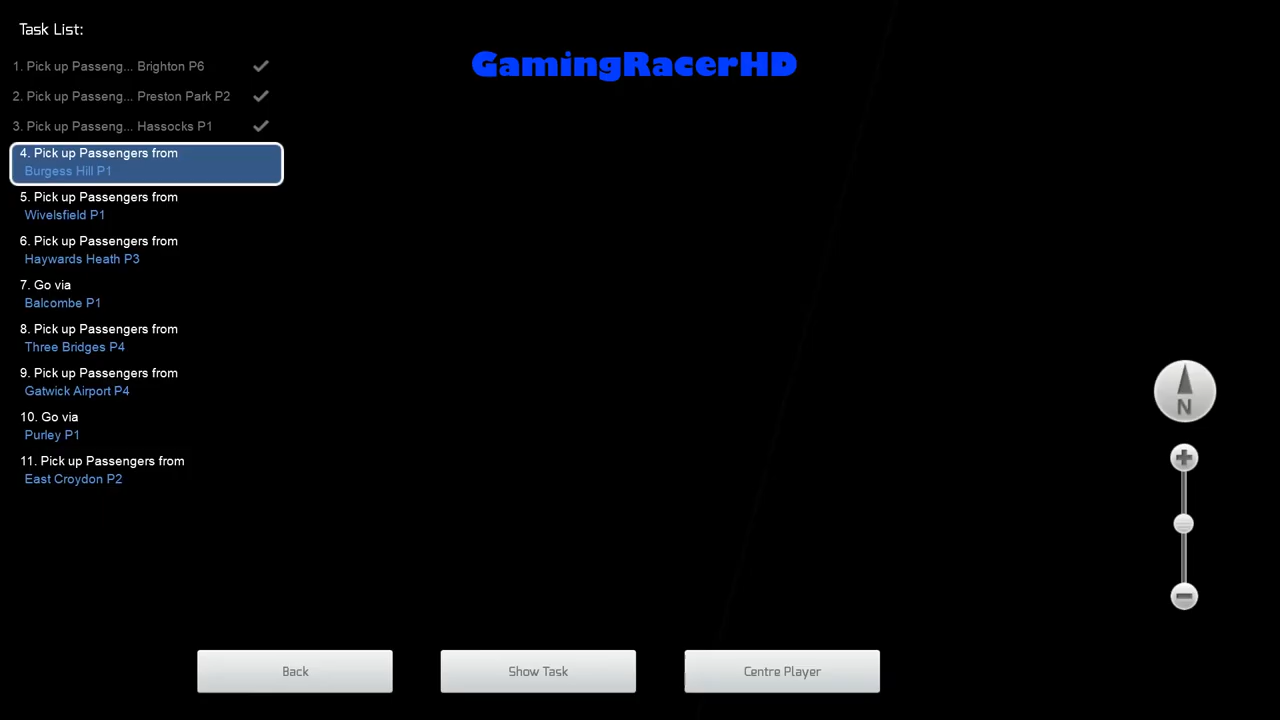 Task List:
GamingRacerHD
1. Pick up Passeng... Brighton P6
2. Pick up Passeng... Preston Park P2
3. Pick up Passeng... Hassocks P1
4. Pick up Passengers from
Burgess Hill P1
5. Pick up Passengers from
Wivelsfield P1
6. Pick up Passengers from
Haywards Heath P3
7. Go via
Balcombe P1
8. Pick up Passengers from
Three Bridges P4
9. Pick up Passengers from
Gatwick Airport P4
10. Go via
Purley P1
11. Pick up Passengers from
East Croydon P2
N
Back
Show Task
Centre Player